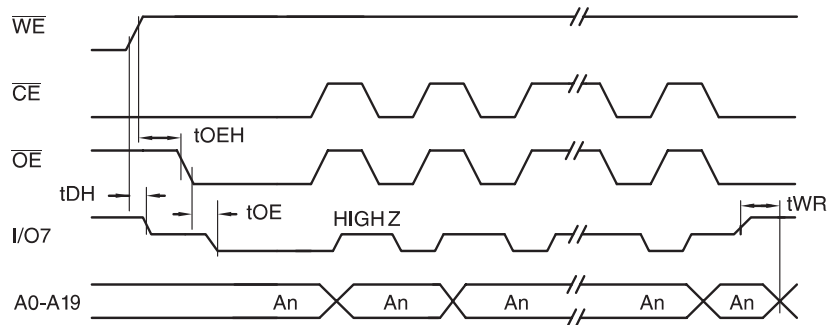 WE
CE
tOEH
OE
tDH
tOE
HIGH Z
tWR
I/O7
A0-A19
An An An An An